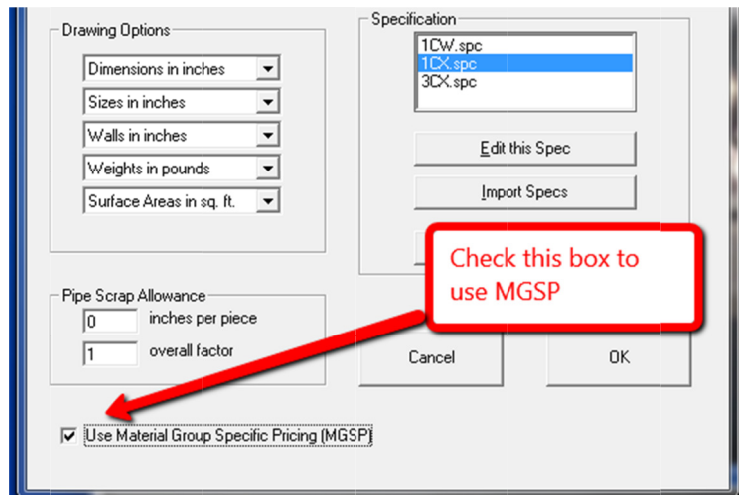 Drawing Options
Dimensions in inches
Sizes in inches
Walls in inches
Weights in pounds
Surface Areas in sq. ft.
Specification
1CW.spc
1CX.spc
3CX.spc
Edit this Spec
Import Specs
Check this box to
use MGSP
Pipe Scrap Allowance
0 inches per piece
1 overall factor
Cancel
OK
Use Material Group Specific Pricing (MGSP)